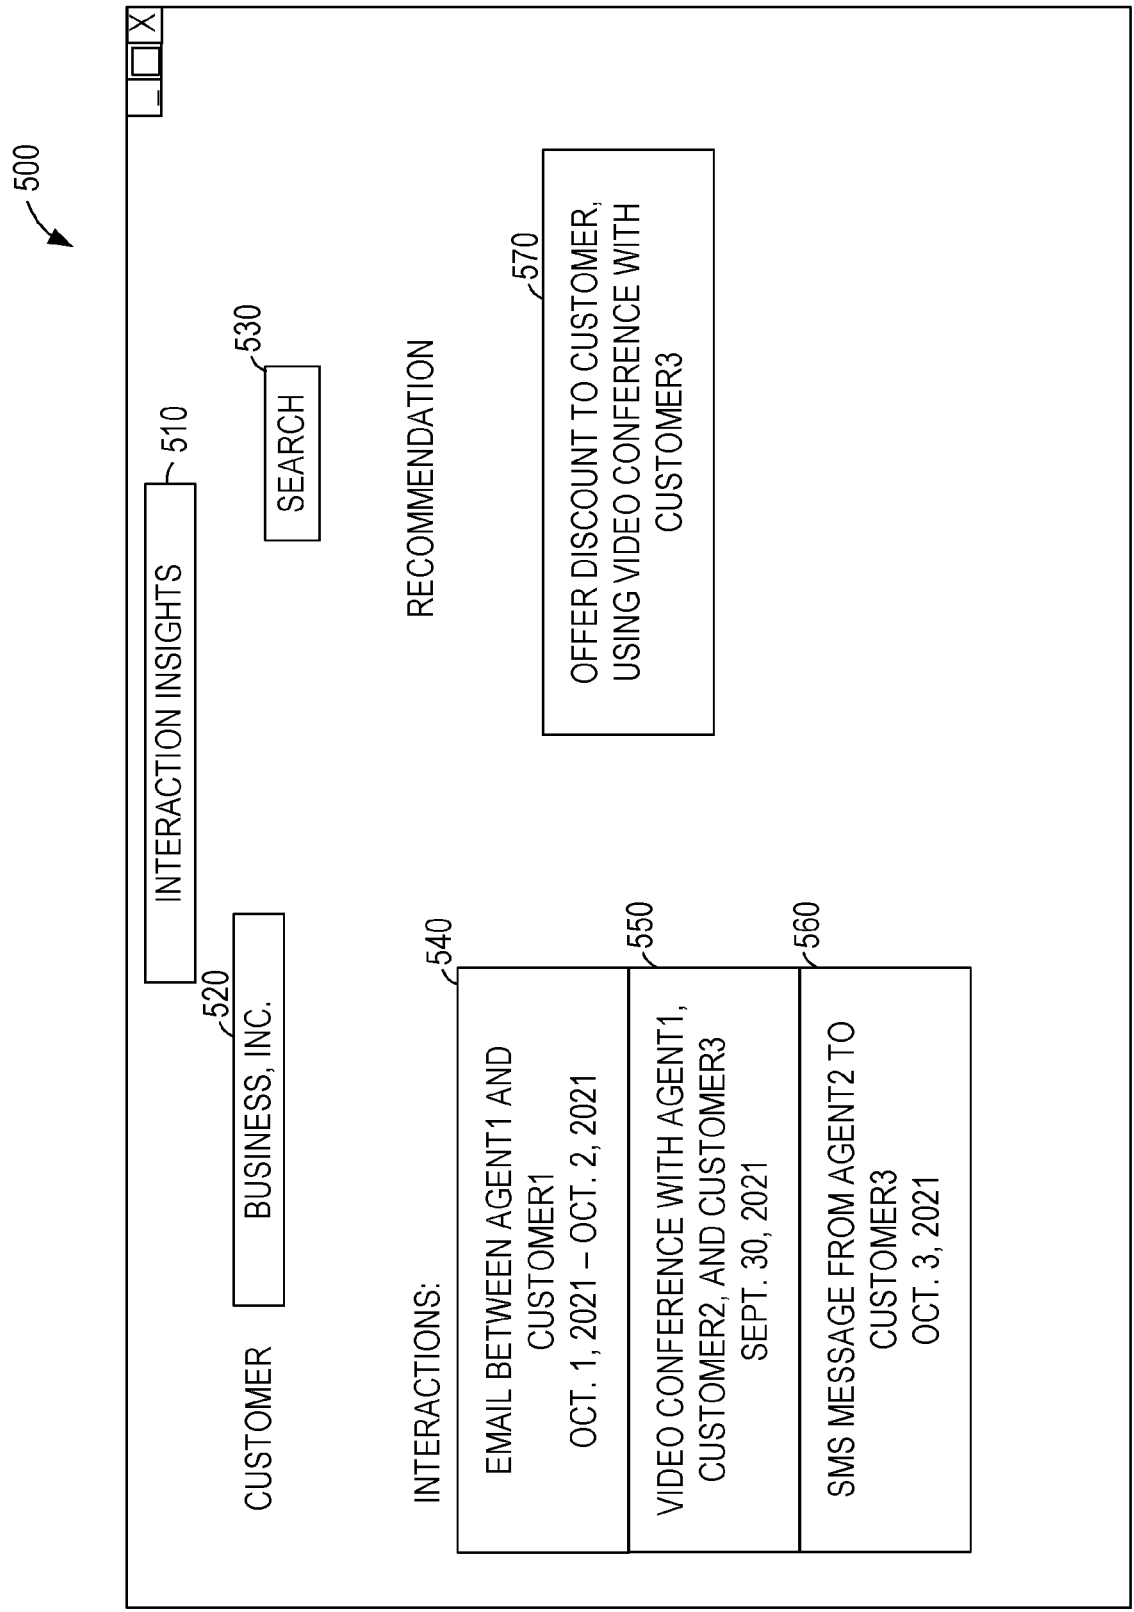 500
X
INTERACTION INSIGHTS
510
520
CUSTOMER
BUSINESS, INC.
530
SEARCH
INTERACTIONS:
540
EMAIL BETWEEN AGENT1 AND
CUSTOMER1
OCT. 1, 2021 – OCT. 2, 2021
550
VIDEO CONFERENCE WITH AGENT1,
CUSTOMER2, AND CUSTOMER3
SEPT. 30, 2021
560
SMS MESSAGE FROM AGENT2 TO
CUSTOMER3
OCT. 3, 2021
RECOMMENDATION
570
OFFER DISCOUNT TO CUSTOMER,
USING VIDEO CONFERENCE WITH
CUSTOMER3